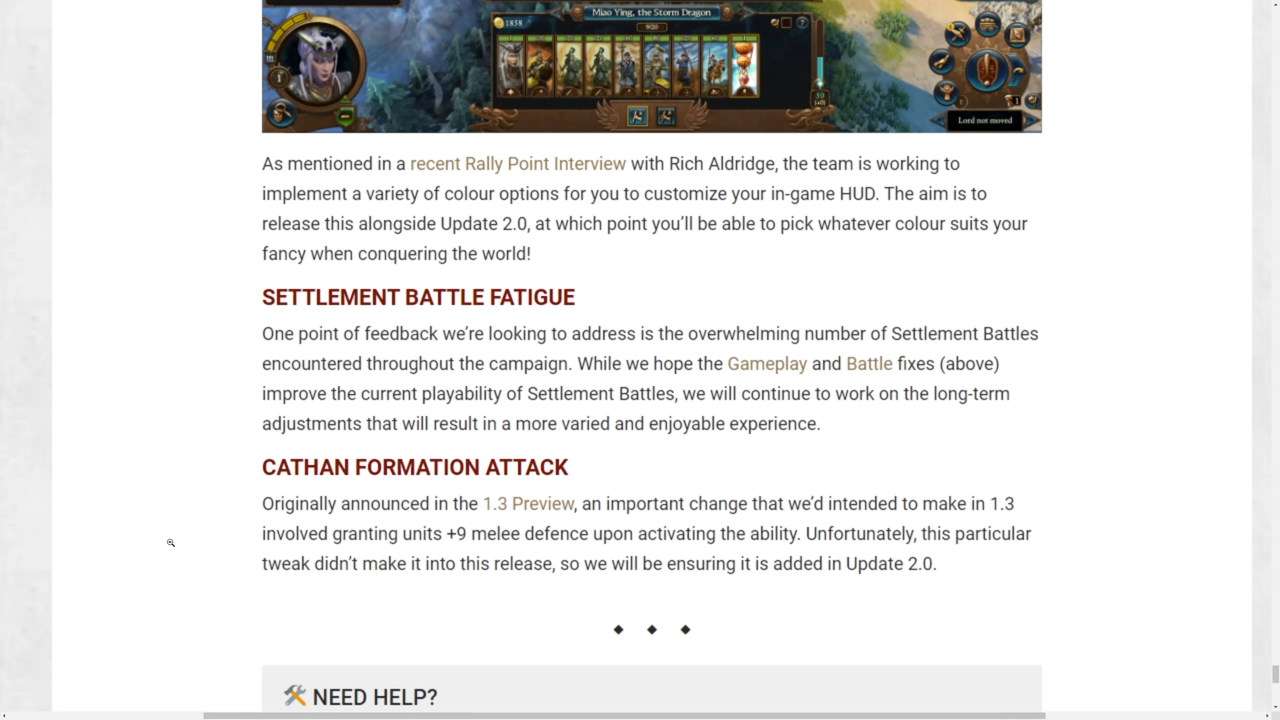 Miao Ying, the Storm Dragon
1858
Lord not moved
As mentioned in a recent Rally Point Interview with Rich Aldridge, the team is working to
implement a variety of colour options for you to customize your in-game HUD. The aim is to
release this alongside Update 2.0, at which point you’ll be able to pick whatever colour suits your
fancy when conquering the world!
SETTLEMENT BATTLE FATIGUE
One point of feedback we’re looking to address is the overwhelming number of Settlement Battles
encountered throughout the campaign. While we hope the Gameplay and Battle fixes (above)
improve the current playability of Settlement Battles, we will continue to work on the long-term
adjustments that will result in a more varied and enjoyable experience.
CATHAN FORMATION ATTACK
Originally announced in the 1.3 Preview, an important change that we’d intended to make in 1.3
involved granting units +9 melee defence upon activating the ability. Unfortunately, this particular
tweak didn’t make it into this release, so we will be ensuring it is added in Update 2.0.
NEED HELP?